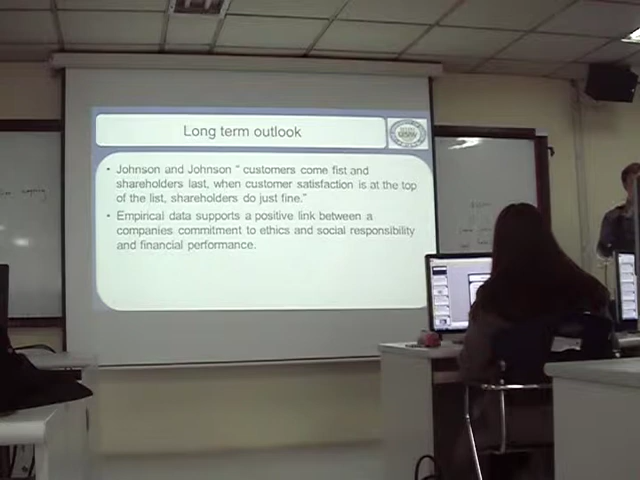 Long term outlook
• Johnson and Johnson " customers come fist and
shareholders last, when customer satisfaction is at the top
of the list, shareholders do just fine."
• Empirical data supports a positive link between a
companies commitment to ethics and social responsibility
and financial performance.